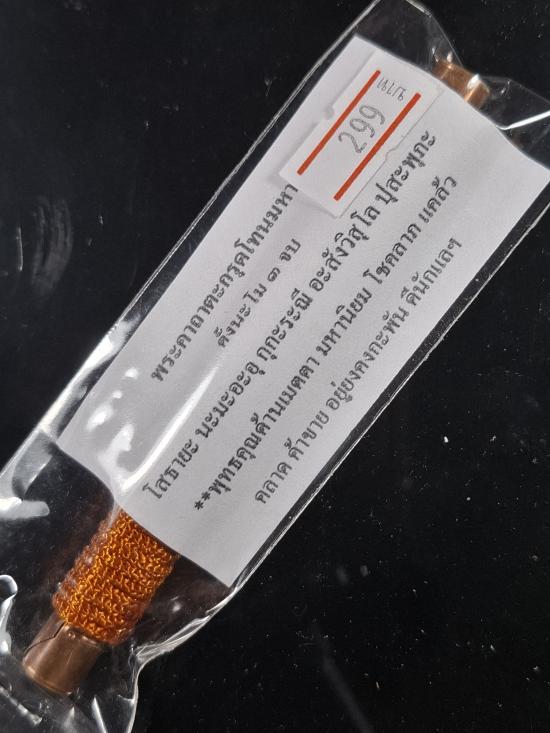 299
พระคาถาตะกรุดโทนมหา
ตั้งนะโม ๓ จบ
โสธายะ นะมะอะอุ กุกะระณี อะสังวิสุโล ปุสะพุภะ
**พุทธคุณด้านเมตตา มหานิยม โชคลาภ แคล้ว
คลาด ค้าขาย อยู่ยงคงกะพัน ดีนักแลฯ